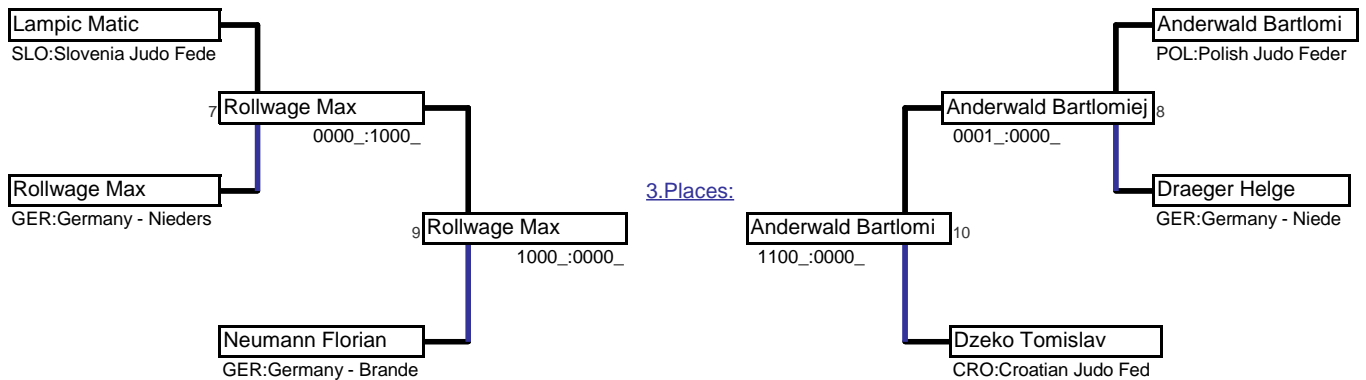 Lampic Matic
SLO:Slovenia Judo Fede
7 Rollwage Max
0000_:1000_
Rollwage Max
GER:Germany - Nieders
9 Rollwage Max
1000_:0000_
Neumann Florian
GER:Germany - Brande
3.Places:
Anderwald Bartlomi
POL:Polish Judo Feder
Anderwald Bartlomiej 8
0001_:0000_
Draeger Helge
GER:Germany - Niede
Anderwald Bartlomi 10
1100_:0000_
Dzeko Tomislav
CRO:Croatian Judo Fed